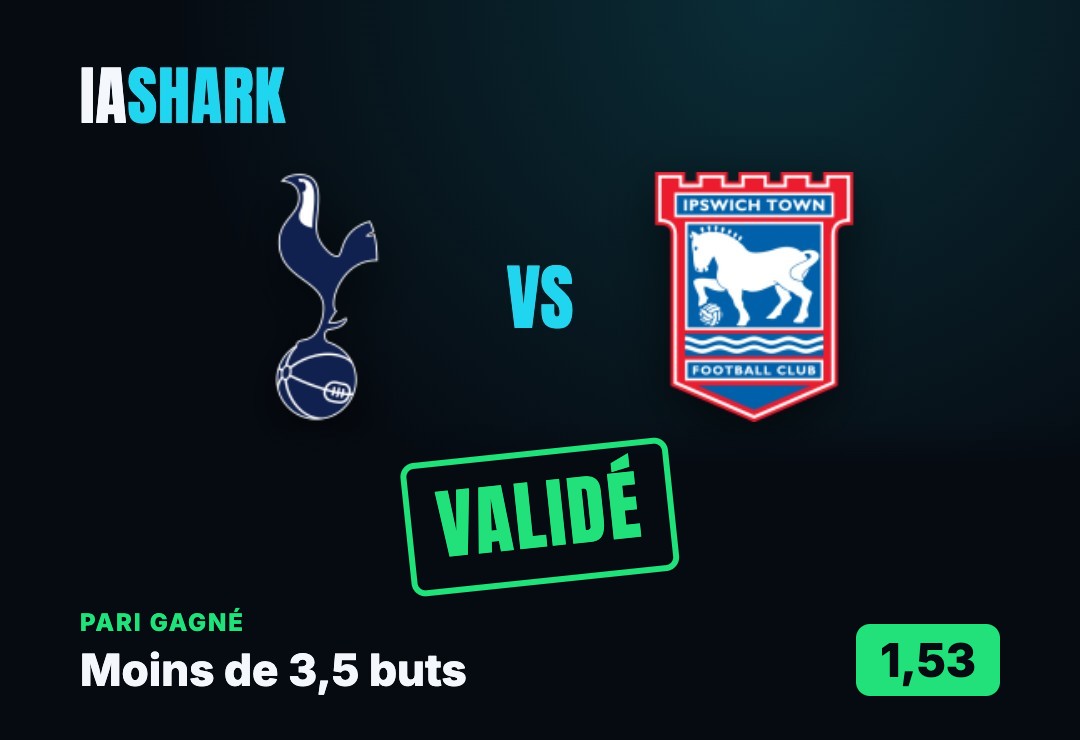 IASHARK
IPSWICH TOWN
VS
FOOTBALL CLUB
VALIDÉ
PARI GAGNÉ
Moins de 3,5 buts
1,53